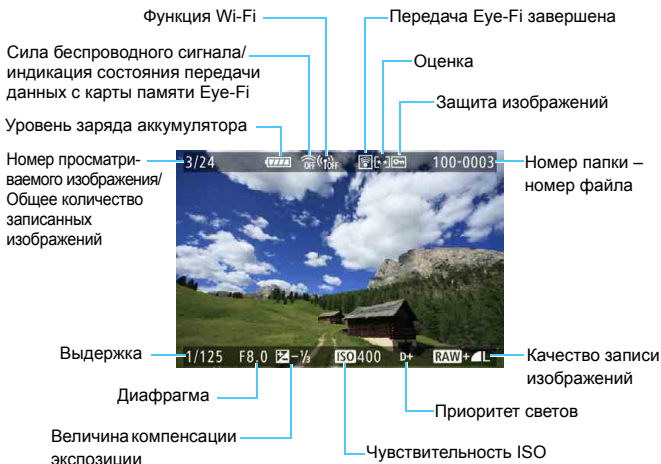 Функция Wi-Fi
Передача Eye-Fi завершена
Сила беспроводного сигнала/
индикация состояния передачи
данных с карты памяти Eye-Fi
Оценка
Защита изображений
Уровень заряда аккумулятора
Номер просматри-
ваемого изображения/
Общее количество
записанных
изображений
3/24 OFF OFF 100-0003
Номер папки –
номер файла
1/125 F8.0 -⅓ ISO 400 D+ RAW+L
Выдержка
Качество записи
изображений
Диафрагма
Приоритет светов
Величина компенсации
экспозиции
Чувствительность ISO